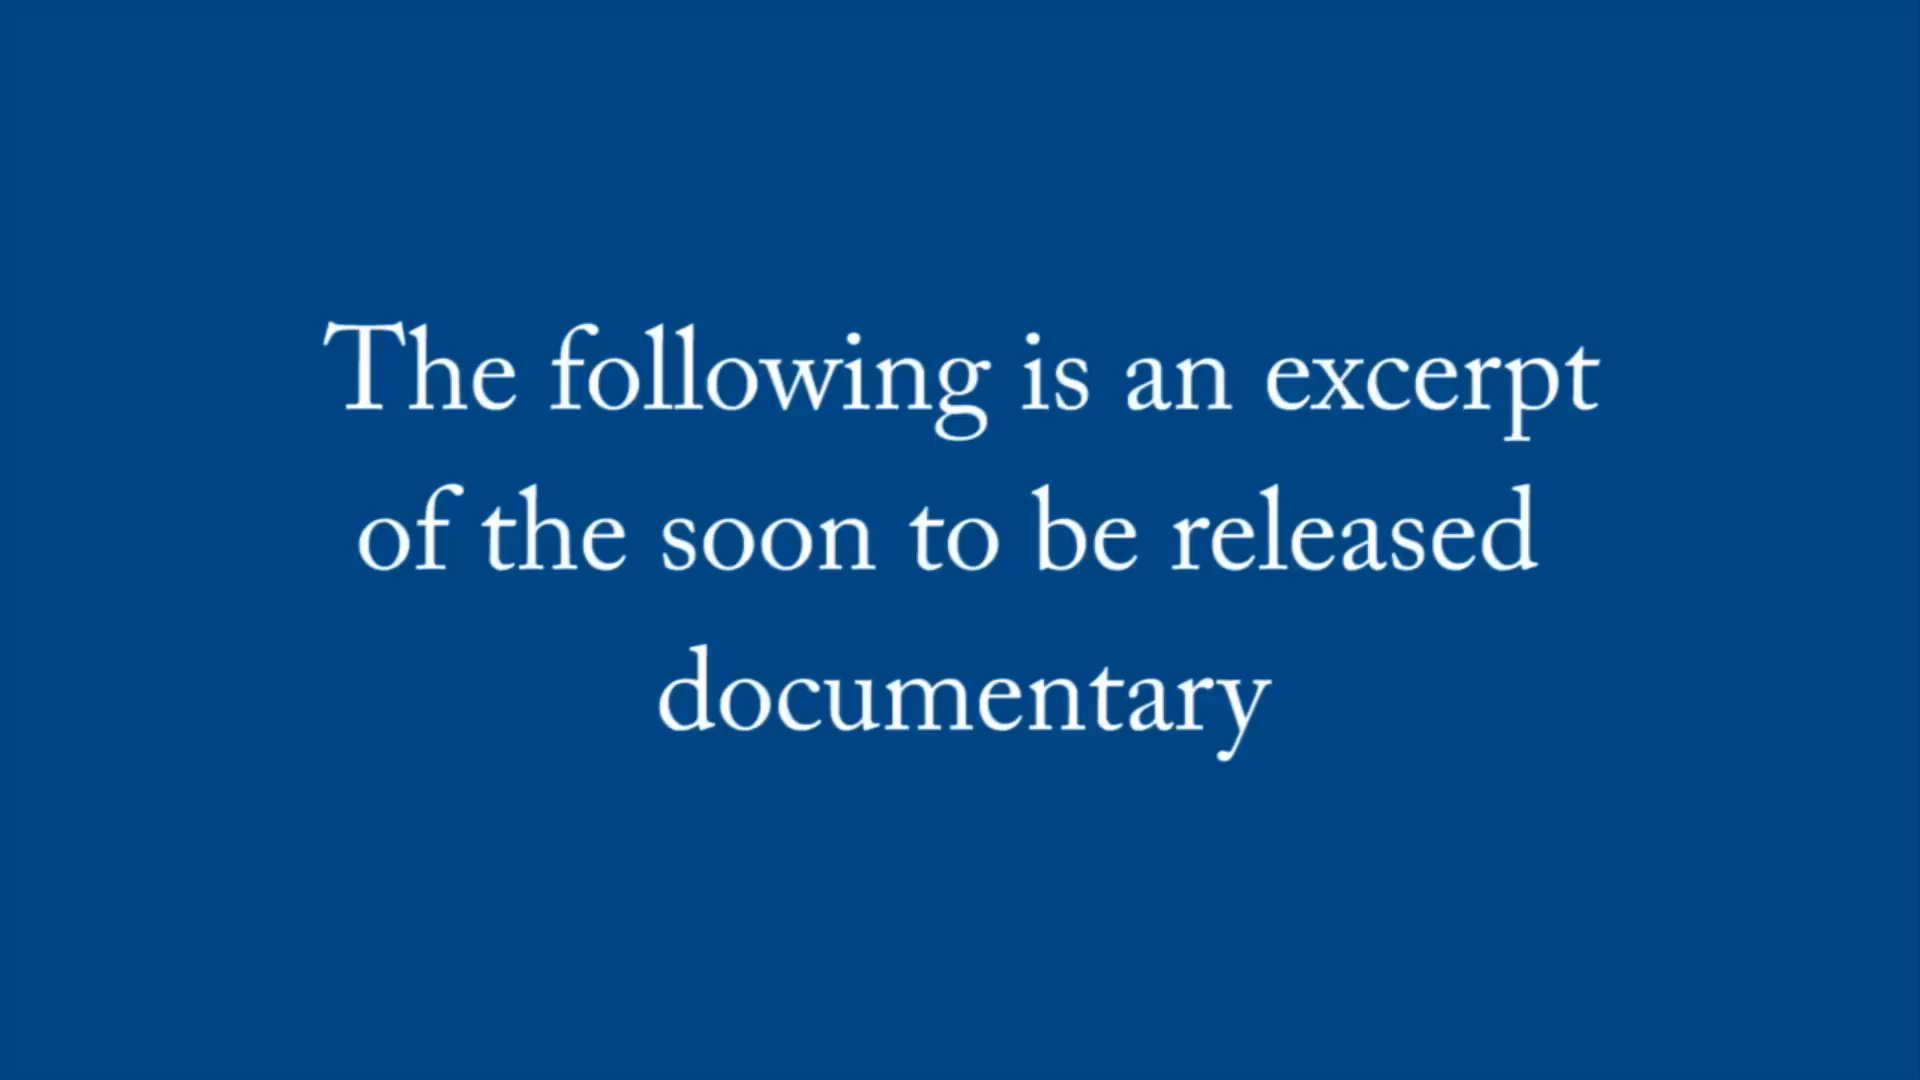 The following is an excerpt
of the soon to be released
documentary